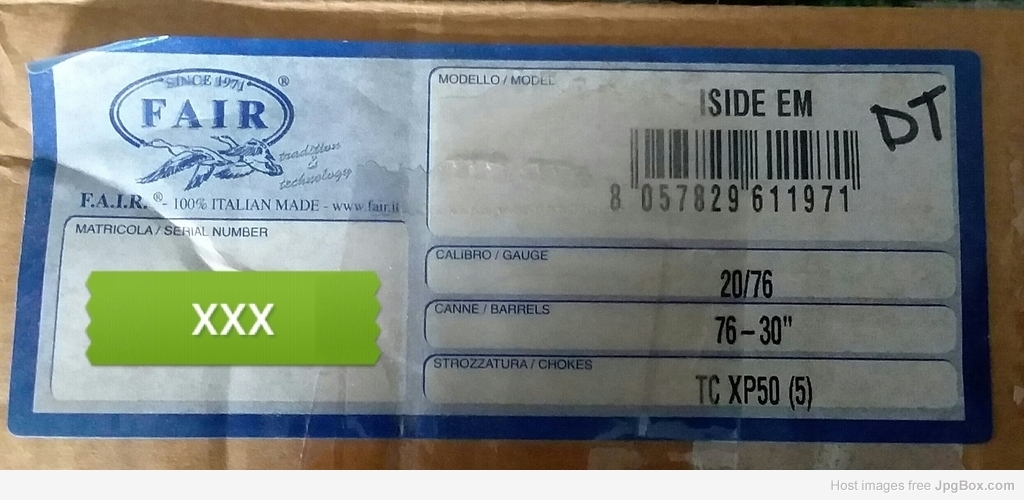 SINCE 1971 ®
FAIR
tradition
is
technology
F.A.I.R. ® - 100% ITALIAN MADE - www.fair.it
MATRICOLA / SERIAL NUMBER
XXX
MODELLO / MODEL
ISIDE EM
DT
8 057829 611971
CALIBRO / GAUGE
20/76
CANNE / BARRELS
76-30"
STROZZATURA / CHOKES
TC XP50 (5)
Host images free JpgBox.com